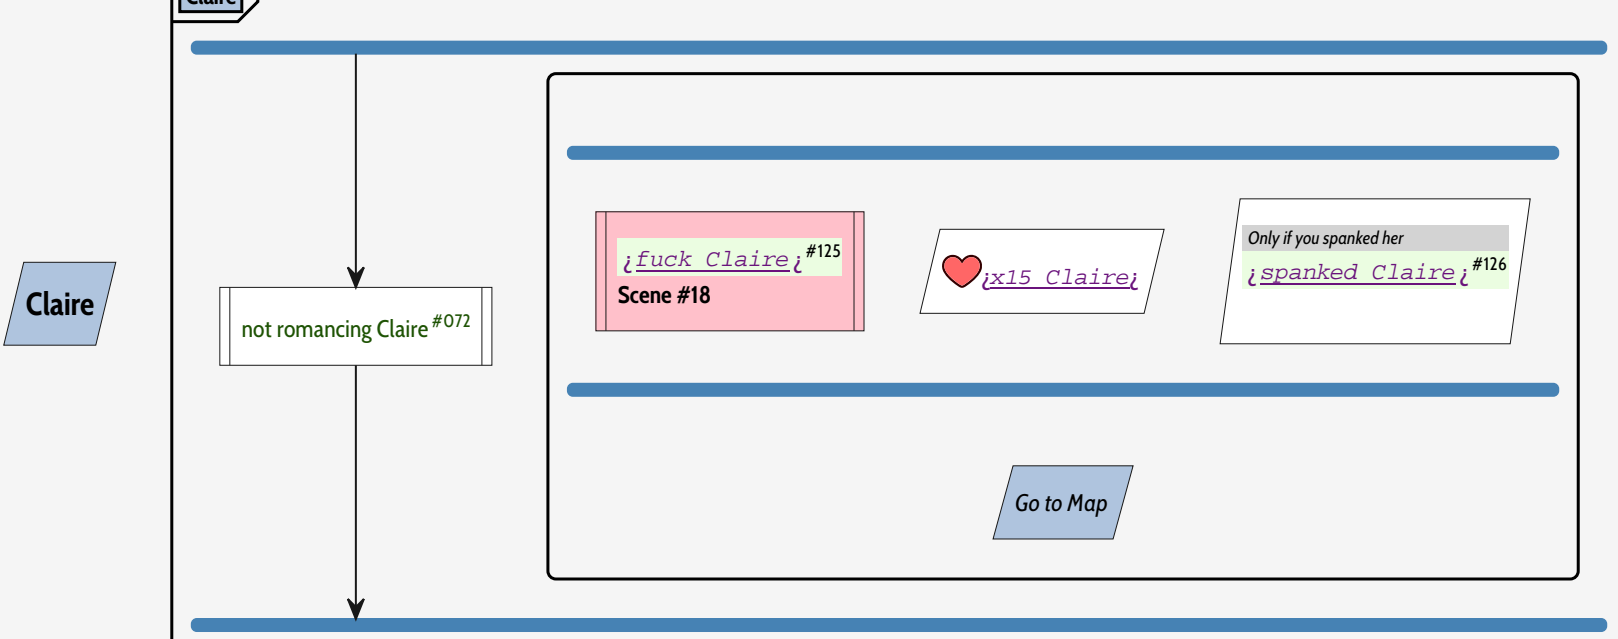 Claire
Claire
not romancing Claire #072
¿fuck Claire¿ #125
Scene #18
¿x15 Claire¿
Only if you spanked her
¿spanked Claire¿ #126
Go to Map